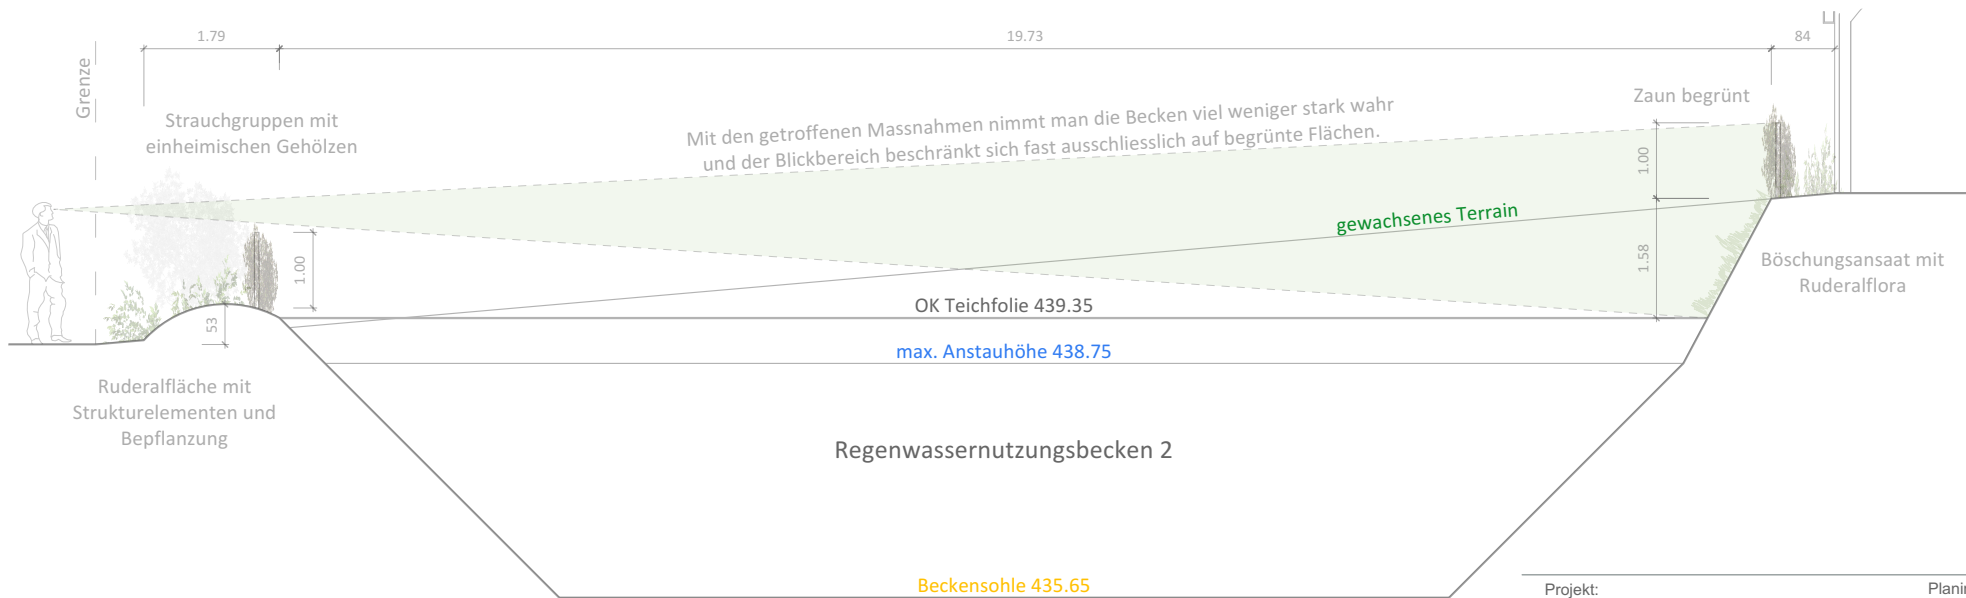 1.79
19.73
84
Grenze
Strauchgruppen mit
einheimischen Gehölzen
Mit den getroffenen Massnahmen nimmt man die Becken viel weniger stark wahr
und der Blickbereich beschränkt sich fast ausschliesslich auf begrünte Flächen.
Zaun begrünt
1.00
gewachsenes Terrain
1.58
1.00
53
OK Teichfolie 439.35
max. Anstauhöhe 438.75
Böschungsansaat mit
Ruderalflora
Ruderalfläche mit
Strukturelementen und
Bepflanzung
Regenwassernutzungsbecken 2
Beckensohle 435.65
Projekt: